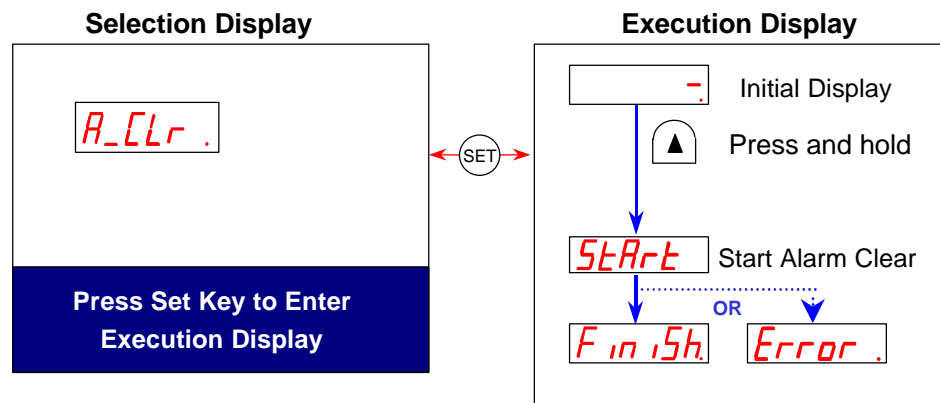 Selection Display
A_CLr .
Press Set Key to Enter
Execution Display
SET
Execution Display
-.
Initial Display
Press and hold
StArt
Start Alarm Clear
OR
FiniSh.
Error .